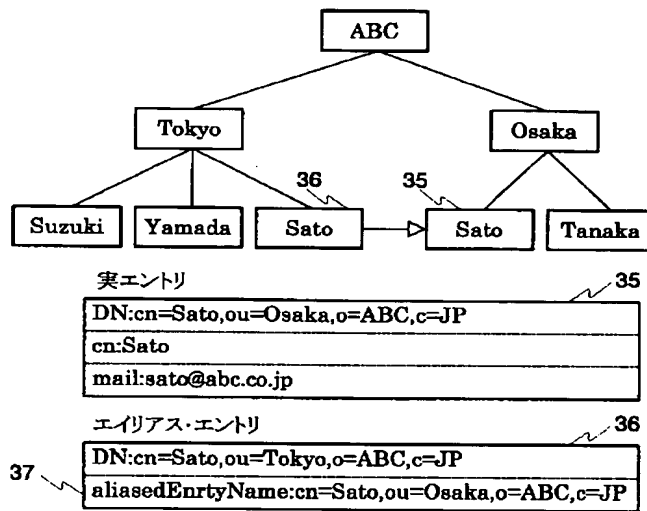 ABC
Tokyo
Osaka
36
35
Suzuki
Yamada
Sato
Sato
Tanaka
実エントリ
35
DN:cn=Sato,ou=Osaka,o=ABC,c=JP
cn:Sato
mail:sato@abc.co.jp
エイリアス・エントリ
36
DN:cn=Sato,ou=Tokyo,o=ABC,c=JP
37
aliasedEnrtyName:cn=Sato,ou=Osaka,o=ABC,c=JP